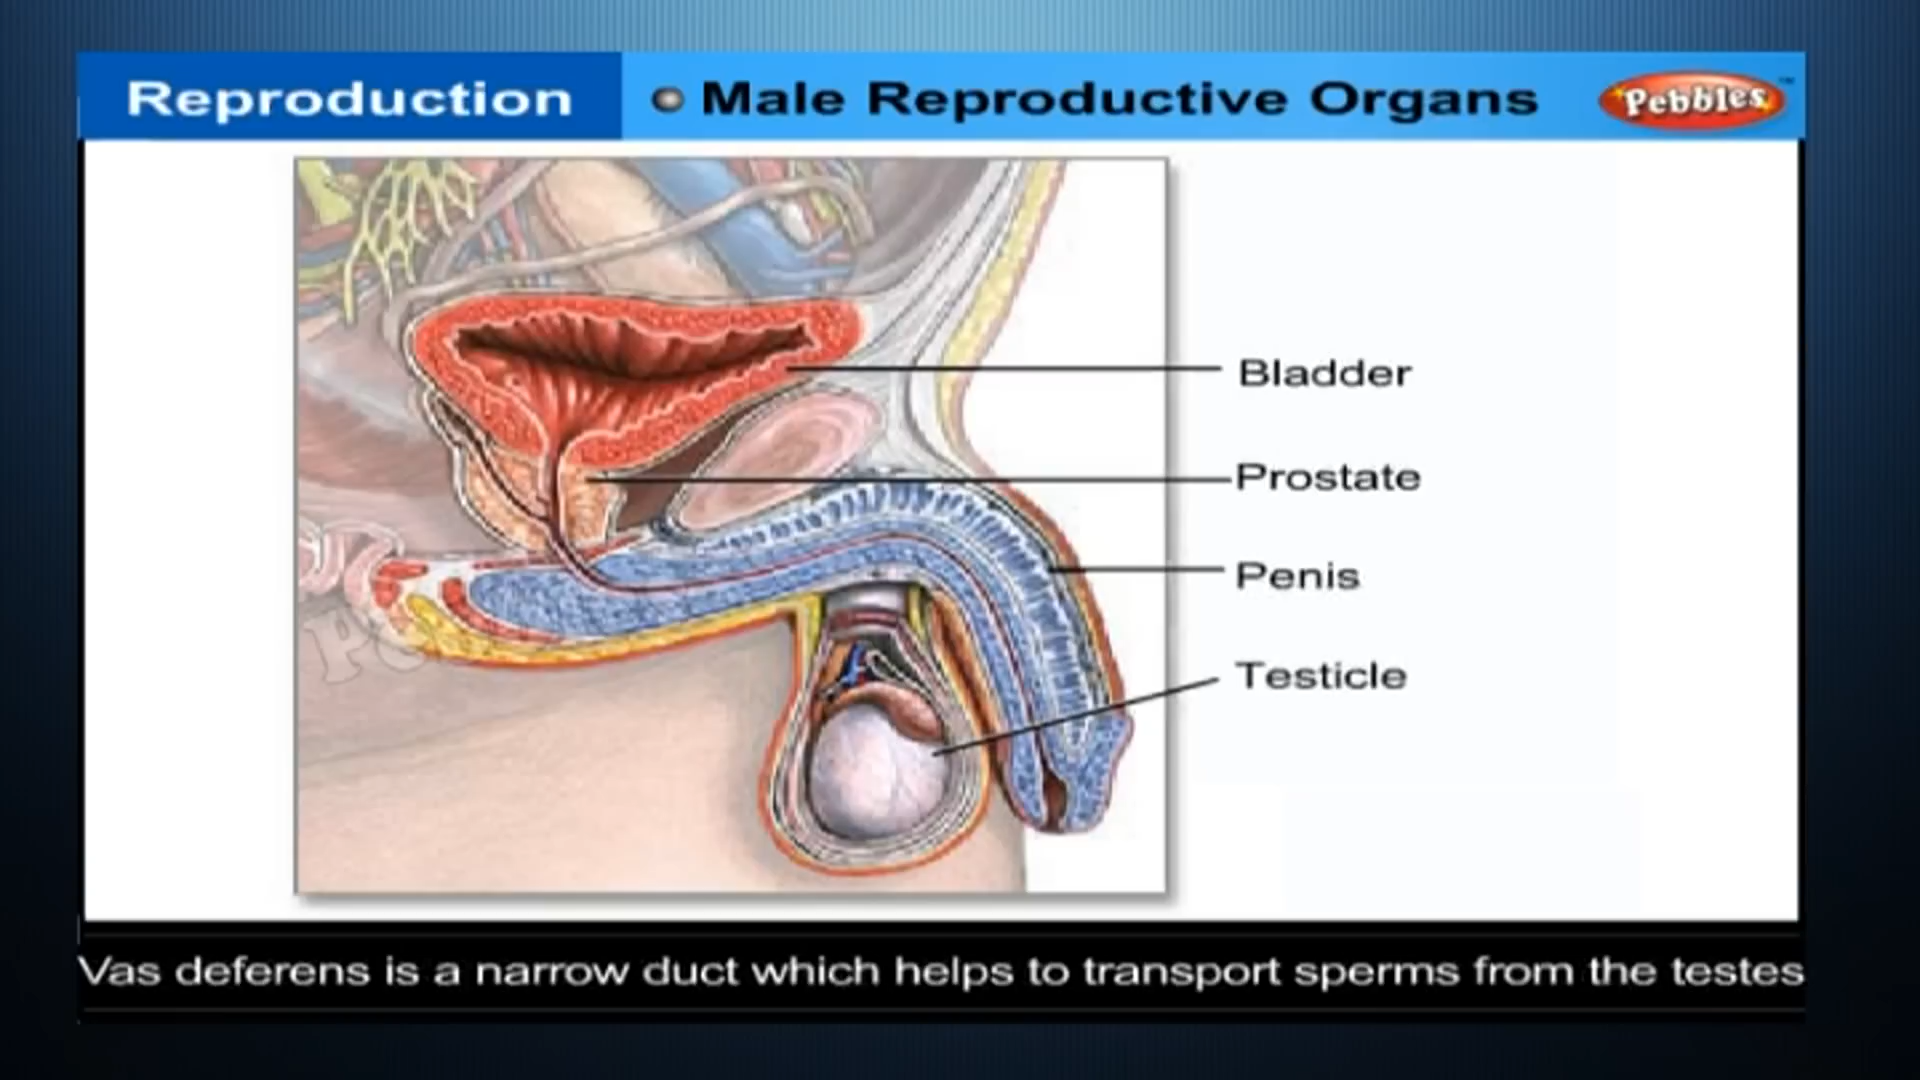 Reproduction
Male Reproductive Organs
Pebbles™
Bladder
Prostate
Penis
Testicle
Vas deferens is a narrow duct which helps to transport sperms from the testes